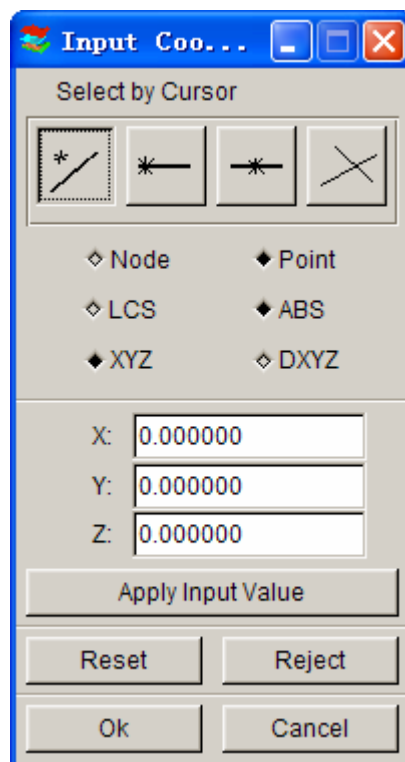 Input Coo...
Select by Cursor
Node Point
LCS ABS
XYZ DXYZ
X: 0.000000
Y: 0.000000
Z: 0.000000
Apply Input Value
Reset Reject
Ok Cancel